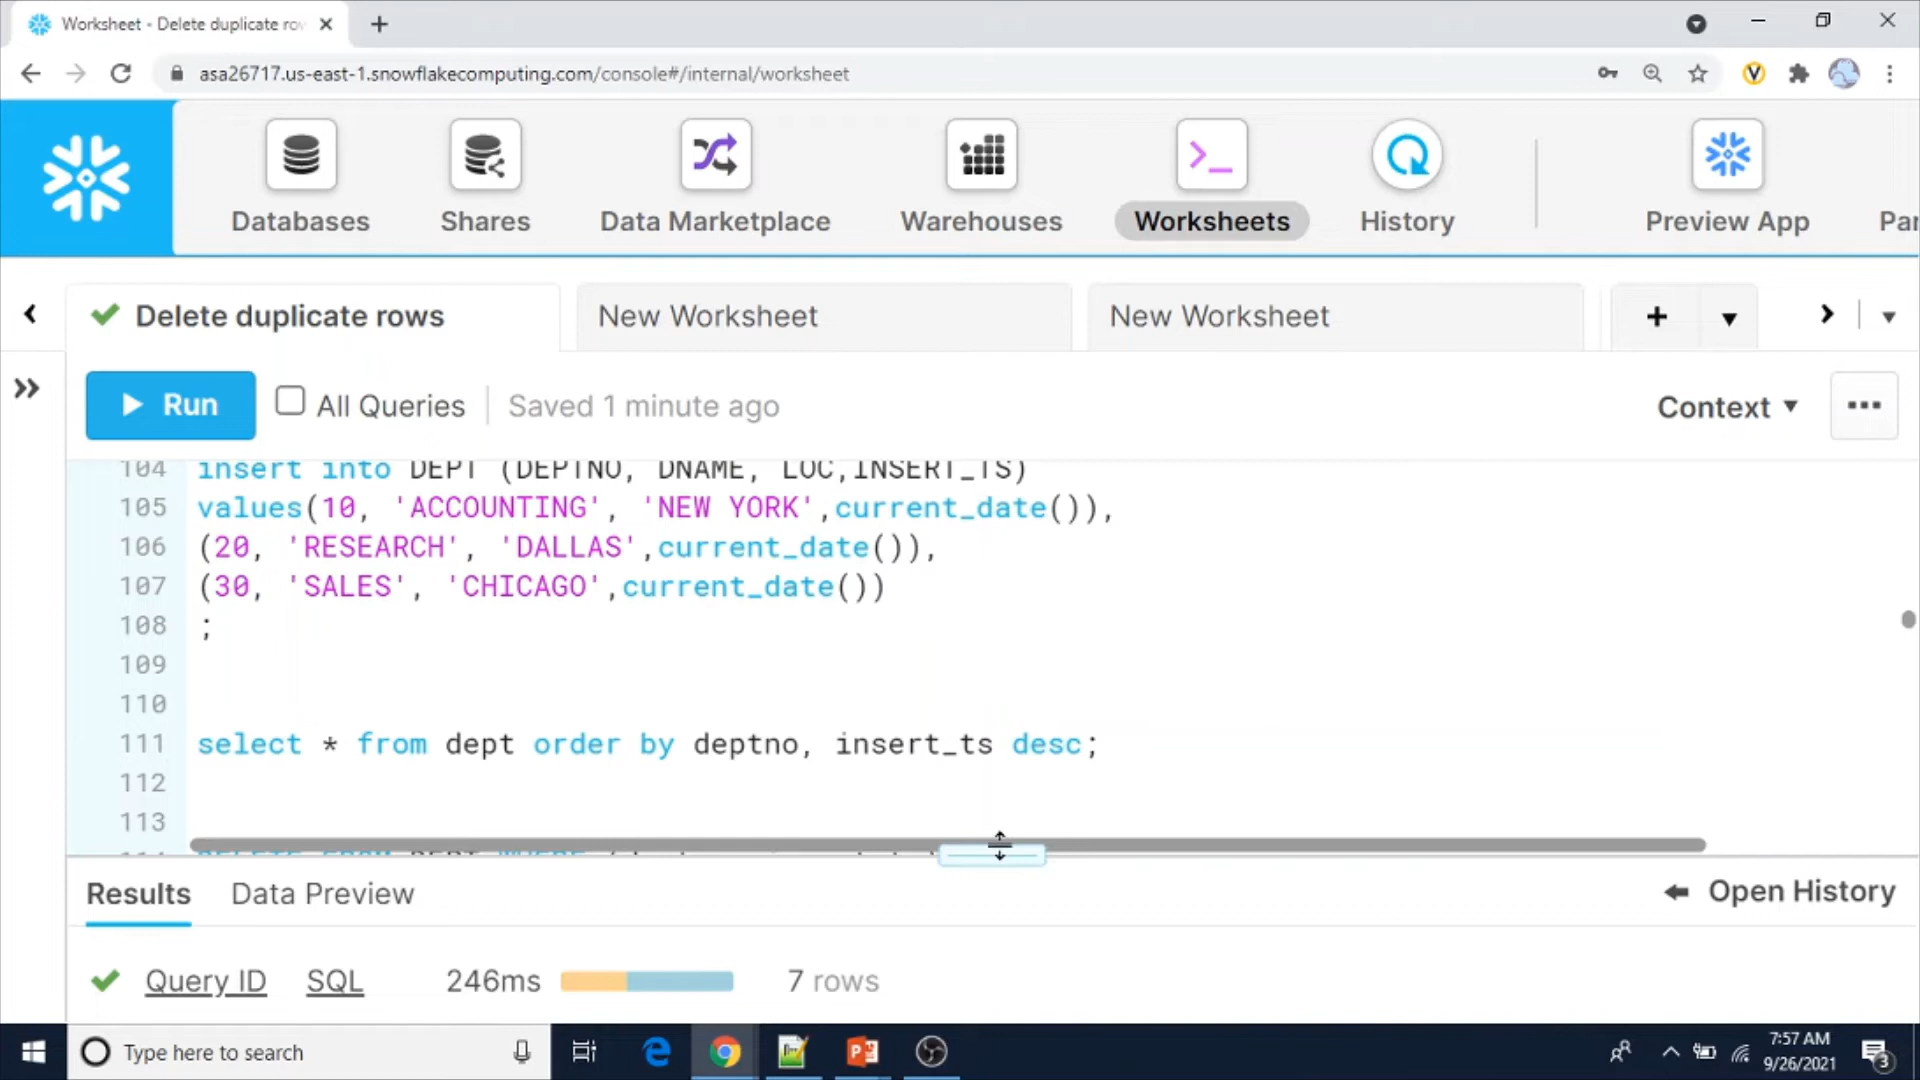 Worksheet - Delete duplicate row
asa26717.us-east-1.snowflakecomputing.com/console#/internal/worksheet
Databases
Shares
Data Marketplace
Warehouses
Worksheets
History
Preview App
Par
Delete duplicate rows
New Worksheet
New Worksheet
Run
All Queries
Saved 1 minute ago
Context
104 insert into DEPT (DEPTNO, DNAME, LOC,INSERT_TS)
105 values(10, 'ACCOUNTING', 'NEW YORK',current_date()),
106 (20, 'RESEARCH', 'DALLAS',current_date()),
107 (30, 'SALES', 'CHICAGO',current_date())
108 ;
109
110
111 select * from dept order by deptno, insert_ts desc;
112
113
Results
Data Preview
Open History
Query ID
SQL
246ms
7 rows
Type here to search
7:57 AM
9/26/2021
3